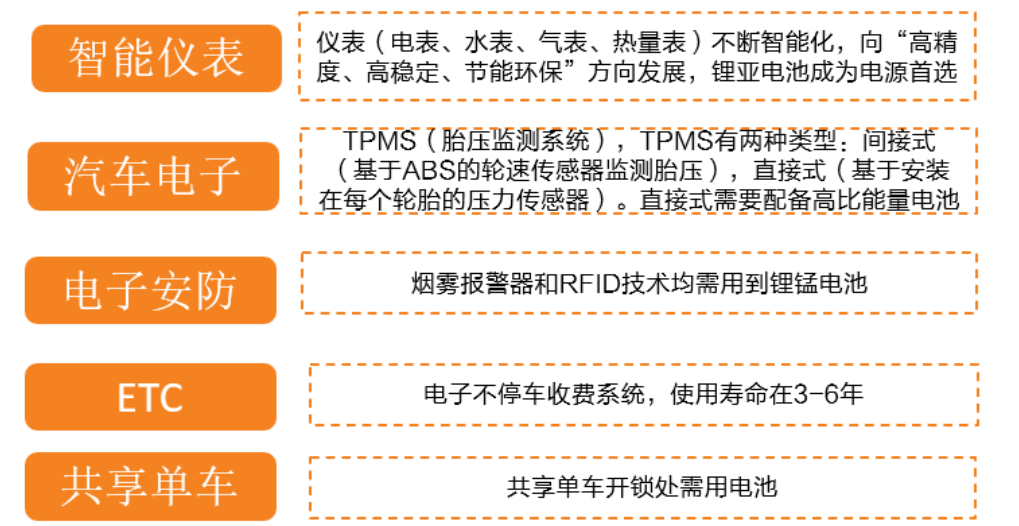 智能仪表
仪表（电表、水表、气表、热量表）不断智能化，向“高精
度、高稳定、节能环保”方向发展，锂亚电池成为电源首选
汽车电子
TPMS（胎压监测系统），TPMS有两种类型：间接式
（基于ABS的轮速传感器监测胎压），直接式（基于安装
在每个轮胎的压力传感器）。直接式需要配备高比能量电池
电子安防
烟雾报警器和RFID技术均需用到锂锰电池
ETC
电子不停车收费系统，使用寿命在3-6年
共享单车
共享单车开锁处需用电池